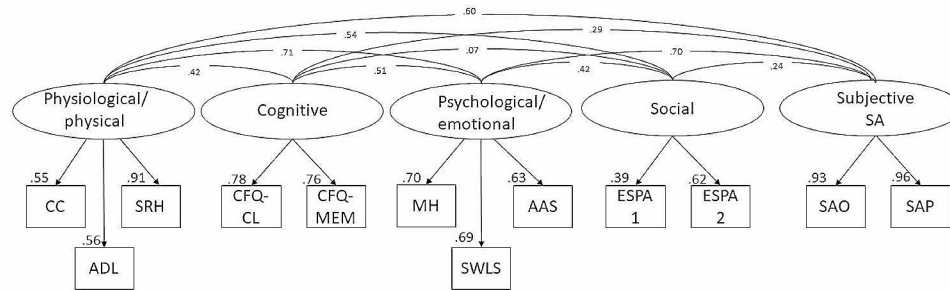 .60
.54
.29
.71
.07
.70
.42
.51
.42
.24
Physiological/
physical
Cognitive
Psychological/
emotional
Social
Subjective
SA
.55
.91
.78
.76
.70
.63
.39
.62
.93
.96
CC
SRH
CFQ-
CL
CFQ-
MEM
MH
AAS
ESPA
1
ESPA
2
SAO
SAP
.56
.69
ADL
SWLS